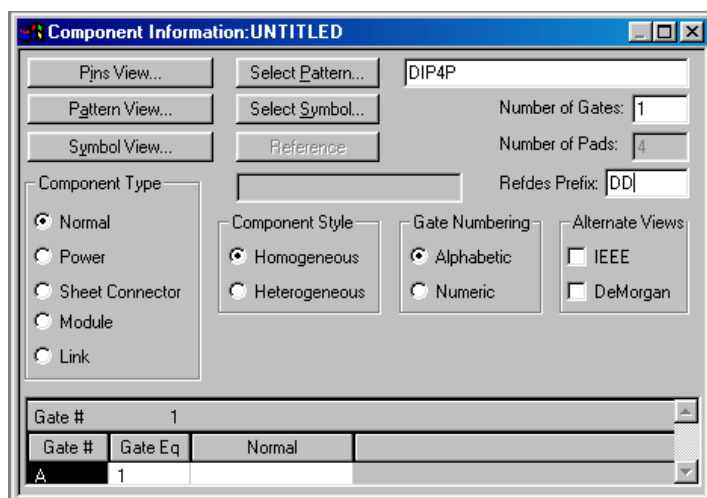 Component Information:UNTITLED
Pins View... Select Pattern... DIP4P
Pattern View... Select Symbol... Number of Gates: 1
Symbol View... Reference Number of Pads: 4
Component Type Refdes Prefix: DD
Normal Component Style Gate Numbering Alternate Views
Power Homogeneous Alphabetic IEEE
Sheet Connector Heterogeneous Numeric DeMorgan
Module
Link
Gate # 1
Gate # Gate Eq Normal
A 1